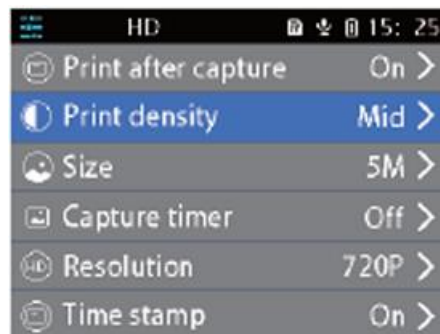 HD 15: 25
Print after capture On >
Print density Mid >
Size 5M >
Capture timer Off >
HD Resolution 720P >
Time stamp On >